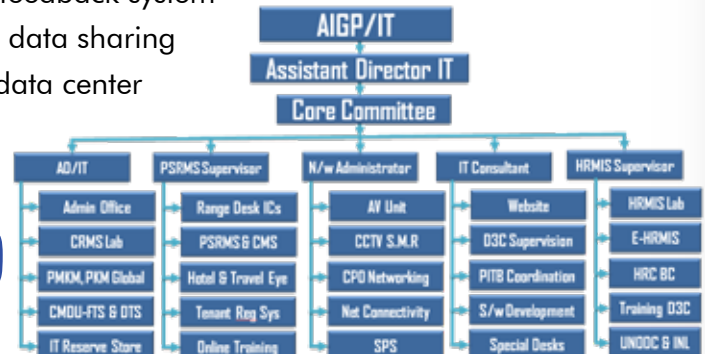 feedback system
data sharing
data center
AIGP/IT
Assistant Director IT
Core Committee
AD/IT
Admin Office
CRMS Lab
PMKM, PKM Global
CMDU-FTS & DTS
IT Reserve Store
PSRMS Supervisor
Range Desk ICs
PSRMS & CMS
Hotel & Travel Eye
Tenant Reg Sys
Online Training
N/w Administrator
AV Unit
CCTV S.M.R
CPO Networking
Net Connectivity
SPS
IT Consultant
Website
D3C Supervision
PITB Coordination
S/w Development
Special Desks
HRMIS Supervisor
HRMIS Lab
E-HRMIS
HRC BC
Training D3C
UNODC & INL